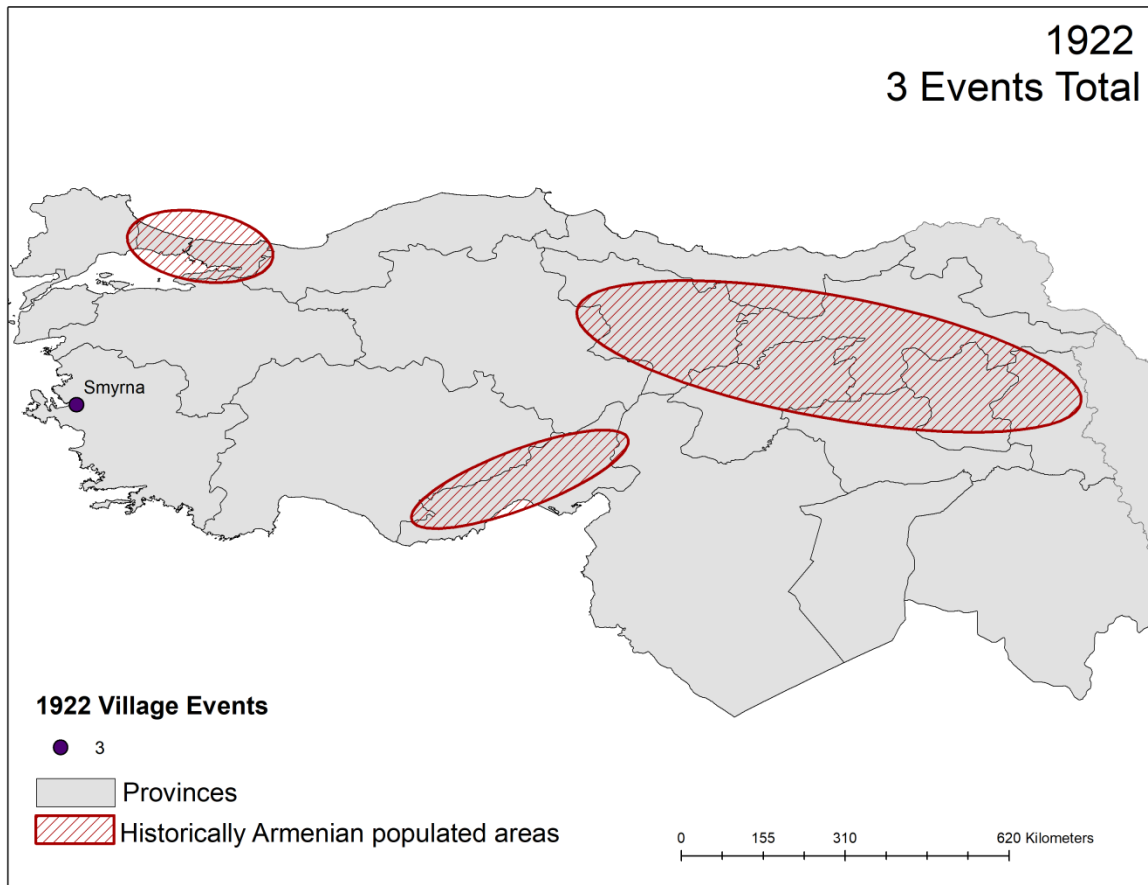 1922
3 Events Total
Smyrna
1922 Village Events
3
Provinces
Historically Armenian populated areas
0 155 310 620 Kilometers